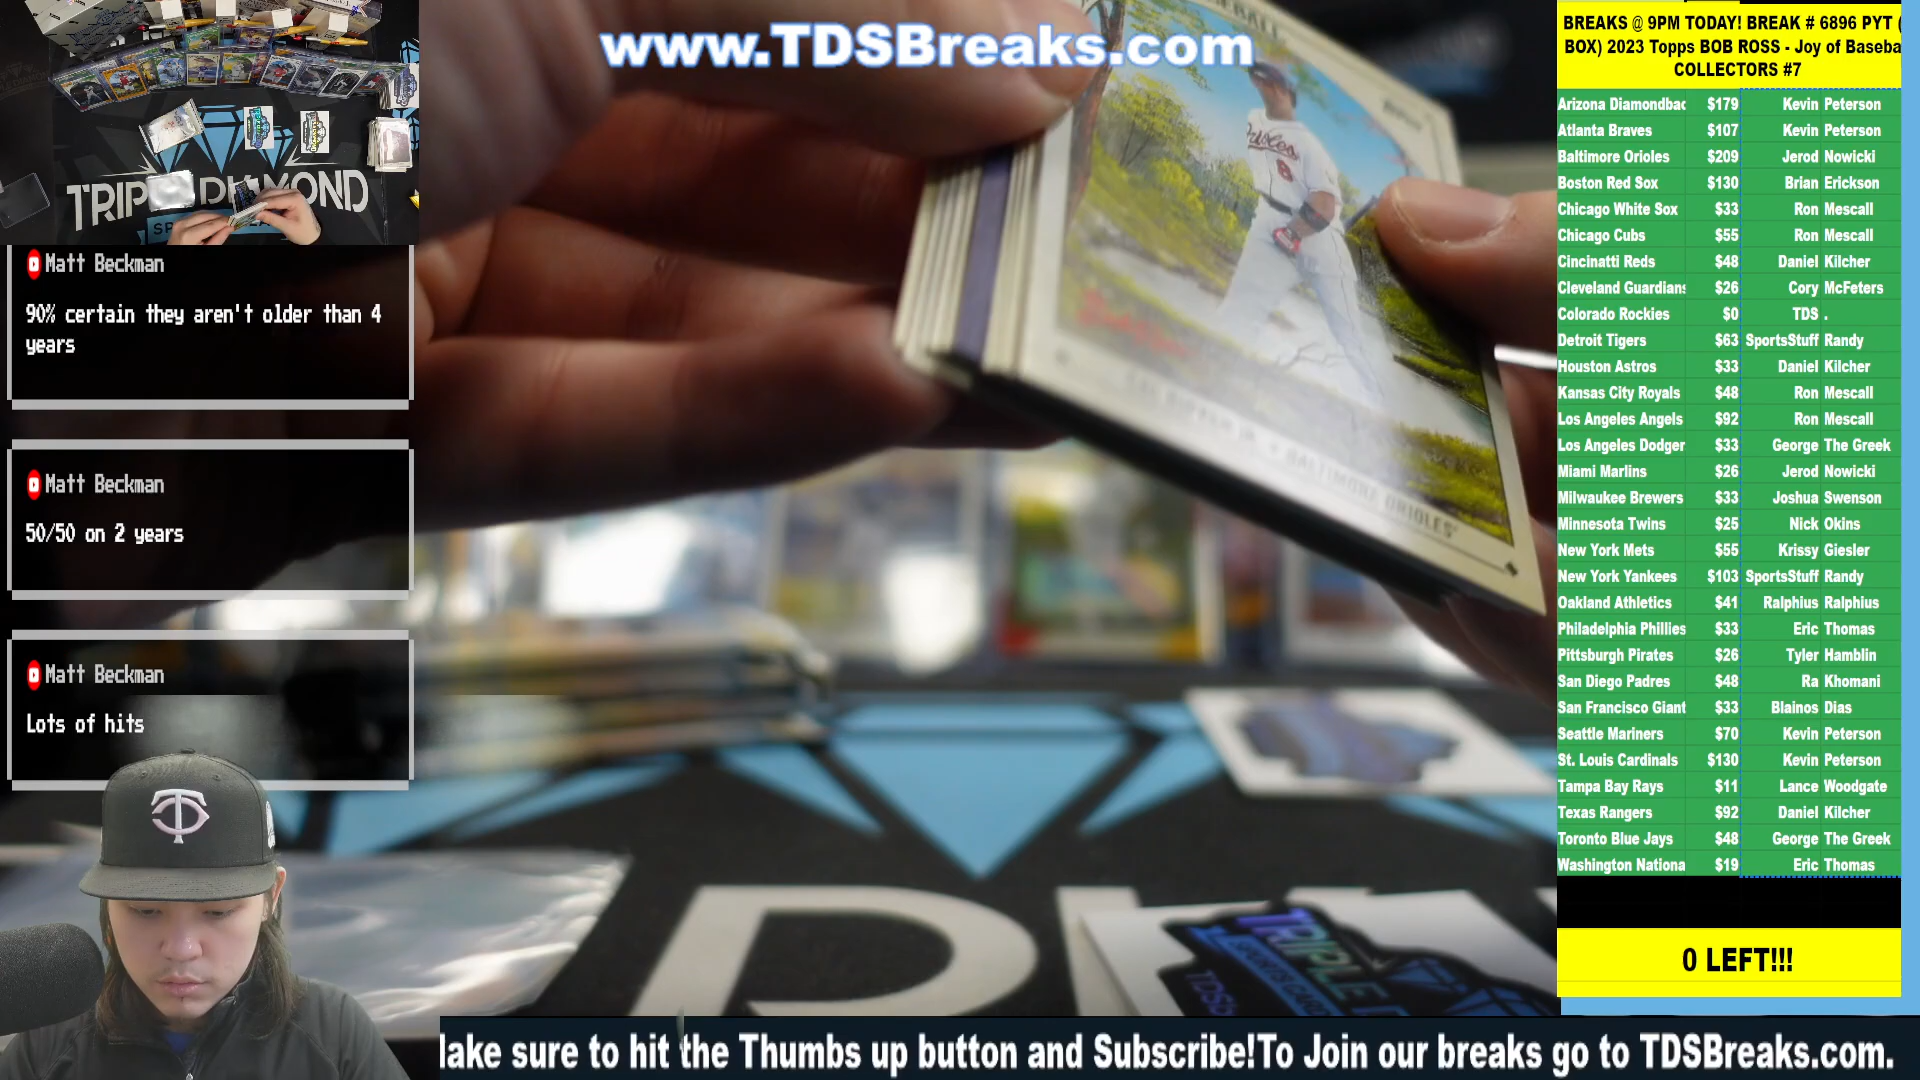 www.TDSBreaks.com
Matt Beckman
90% certain they aren't older than 4
years
Matt Beckman
50/50 on 2 years
Matt Beckman
Lots of hits
BREAKS @ 9PM TODAY! BREAK # 6896 PYT (
BOX) 2023 Topps BOB ROSS - Joy of Baseba
COLLECTORS #7
Arizona Diamondbac $179 Kevin Peterson
Atlanta Braves $107 Kevin Peterson
Baltimore Orioles $209 Jerod Nowicki
Boston Red Sox $130 Brian Erickson
Chicago White Sox $33 Ron Mescall
Chicago Cubs $55 Ron Mescall
Cincinatti Reds $48 Daniel Kilcher
Cleveland Guardians $26 Cory McFeters
Colorado Rockies $0 TDS .
Detroit Tigers $63 SportsStuff Randy
Houston Astros $33 Daniel Kilcher
Kansas City Royals $48 Ron Mescall
Los Angeles Angels $92 Ron Mescall
Los Angeles Dodger $33 George The Greek
Miami Marlins $26 Jerod Nowicki
Milwaukee Brewers $33 Joshua Swenson
Minnesota Twins $25 Nick Okins
New York Mets $55 Krissy Giesler
New York Yankees $103 SportsStuff Randy
Oakland Athletics $41 Ralphius Ralphius
Philadelphia Phillies $33 Eric Thomas
Pittsburgh Pirates $26 Tyler Hamblin
San Diego Padres $48 Ra Khomani
San Francisco Giant $33 Blainos Dias
Seattle Mariners $70 Kevin Peterson
St. Louis Cardinals $130 Kevin Peterson
Tampa Bay Rays $11 Lance Woodgate
Texas Rangers $92 Daniel Kilcher
Toronto Blue Jays $48 George The Greek
Washington Nationa $19 Eric Thomas
0 LEFT!!!
Orioles
8
BALTIMORE ORIOLES
TRIPLE
TDSB
ake sure to hit the Thumbs up button and Subscribe!To Join our breaks go to TDSBreaks.com.